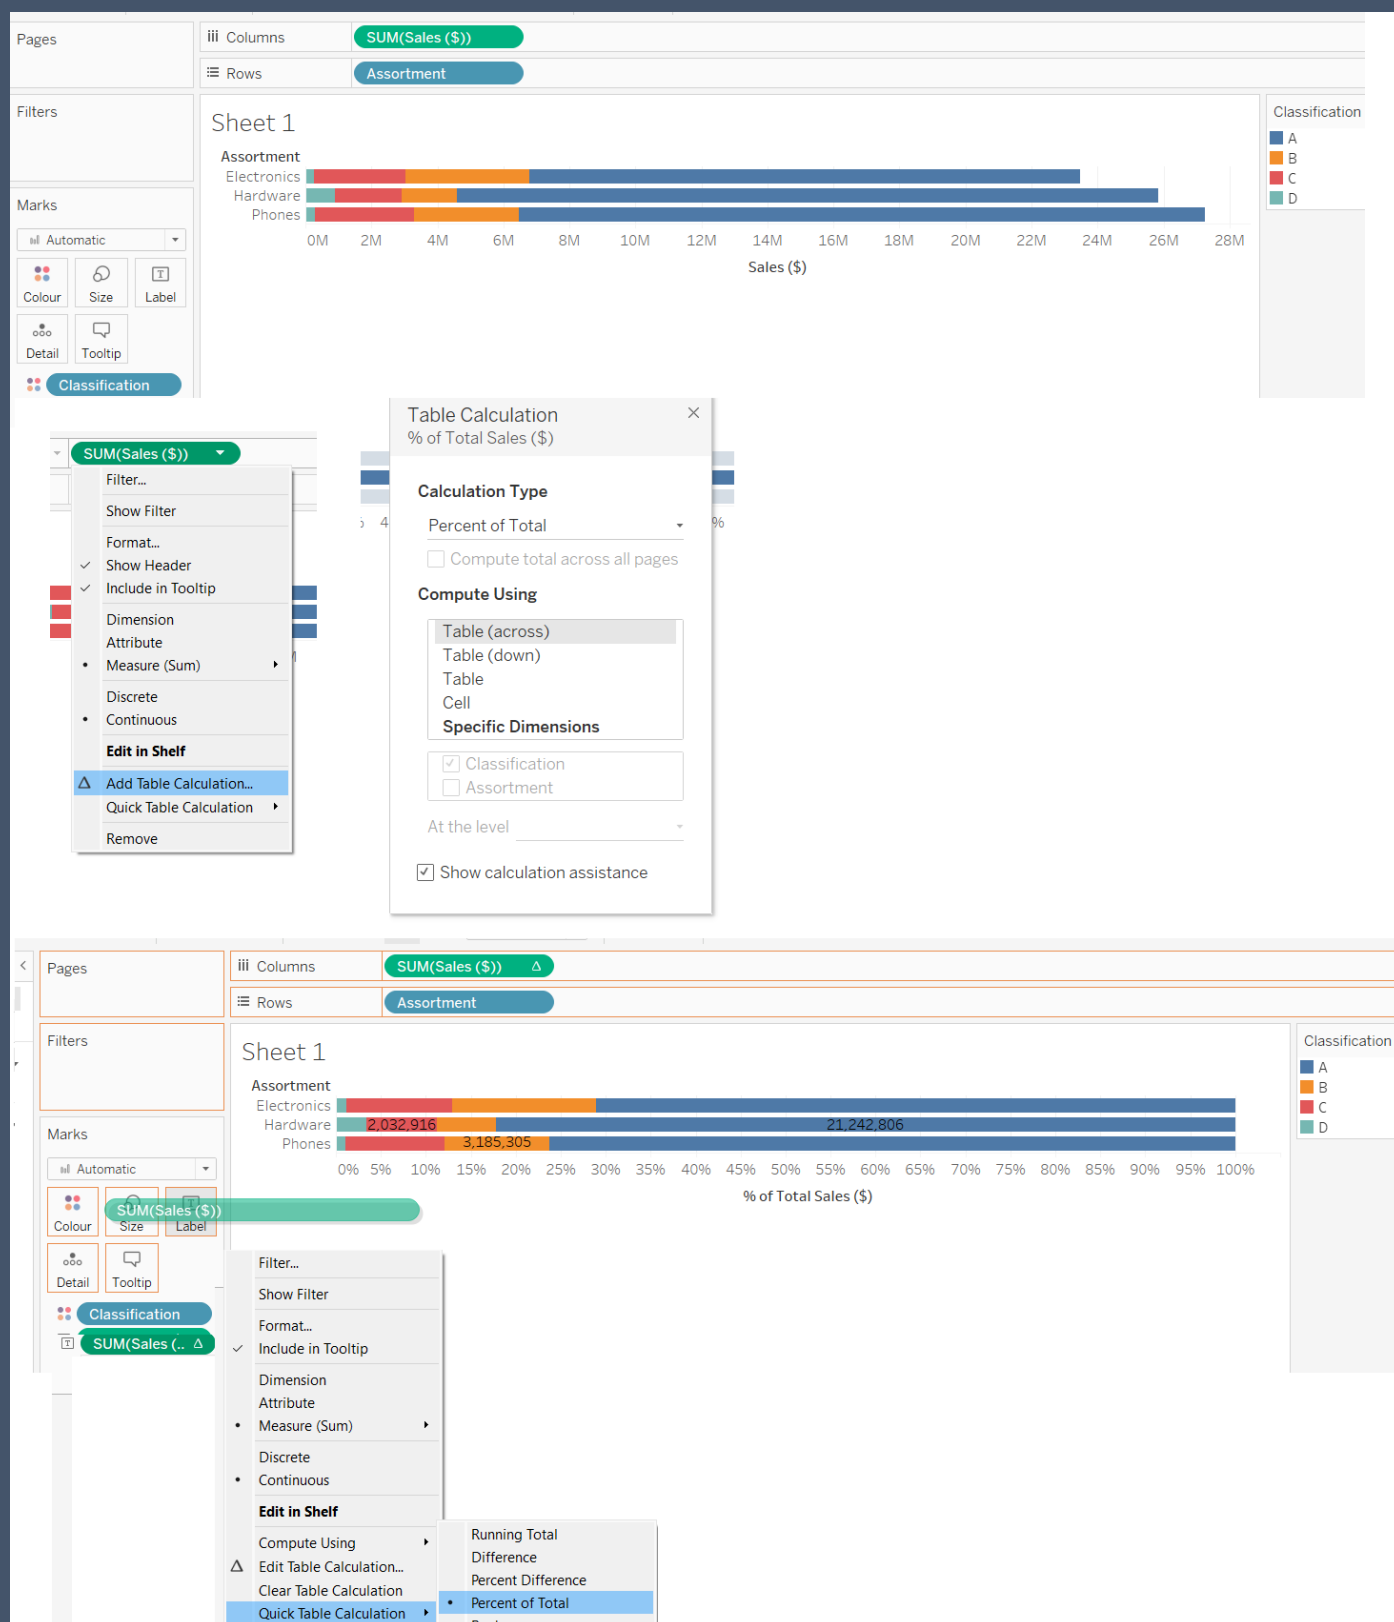 Pages
Columns
SUM(Sales ($))
Rows
Assortment
Filters
Sheet 1
Classification
A
B
C
D
Assortment
Electronics
Hardware
Phones
0M 2M 4M 6M 8M 10M 12M 14M 16M 18M 20M 22M 24M 26M 28M
Sales ($)
Marks
Automatic
Colour Size Label
Detail Tooltip
Classification
SUM(Sales ($))
Filter...
Show Filter
Format...
Show Header
Include in Tooltip
Dimension
Attribute
Measure (Sum)
Discrete
Continuous
Edit in Shelf
Add Table Calculation...
Quick Table Calculation
Remove
Table Calculation
% of Total Sales ($)
Calculation Type
Percent of Total
Compute total across all pages
Compute Using
Table (across)
Table (down)
Table
Cell
Specific Dimensions
Classification
Assortment
At the level
Show calculation assistance
4
%
Pages
Columns
SUM(Sales ($))
Rows
Assortment
Filters
Sheet 1
Classification
A
B
C
D
Assortment
Electronics
Hardware 2,032,916 21,242,806
Phones 3,185,305
0% 5% 10% 15% 20% 25% 30% 35% 40% 45% 50% 55% 60% 65% 70% 75% 80% 85% 90% 95% 100%
% of Total Sales ($)
Marks
Automatic
SUM(Sales ($))
Colour Size Label
Detail Tooltip
Classification
SUM(Sales (..
Filter...
Show Filter
Format...
Include in Tooltip
Dimension
Attribute
Measure (Sum)
Discrete
Continuous
Edit in Shelf
Compute Using
Edit Table Calculation...
Clear Table Calculation
Quick Table Calculation
Running Total
Difference
Percent Difference
Percent of Total